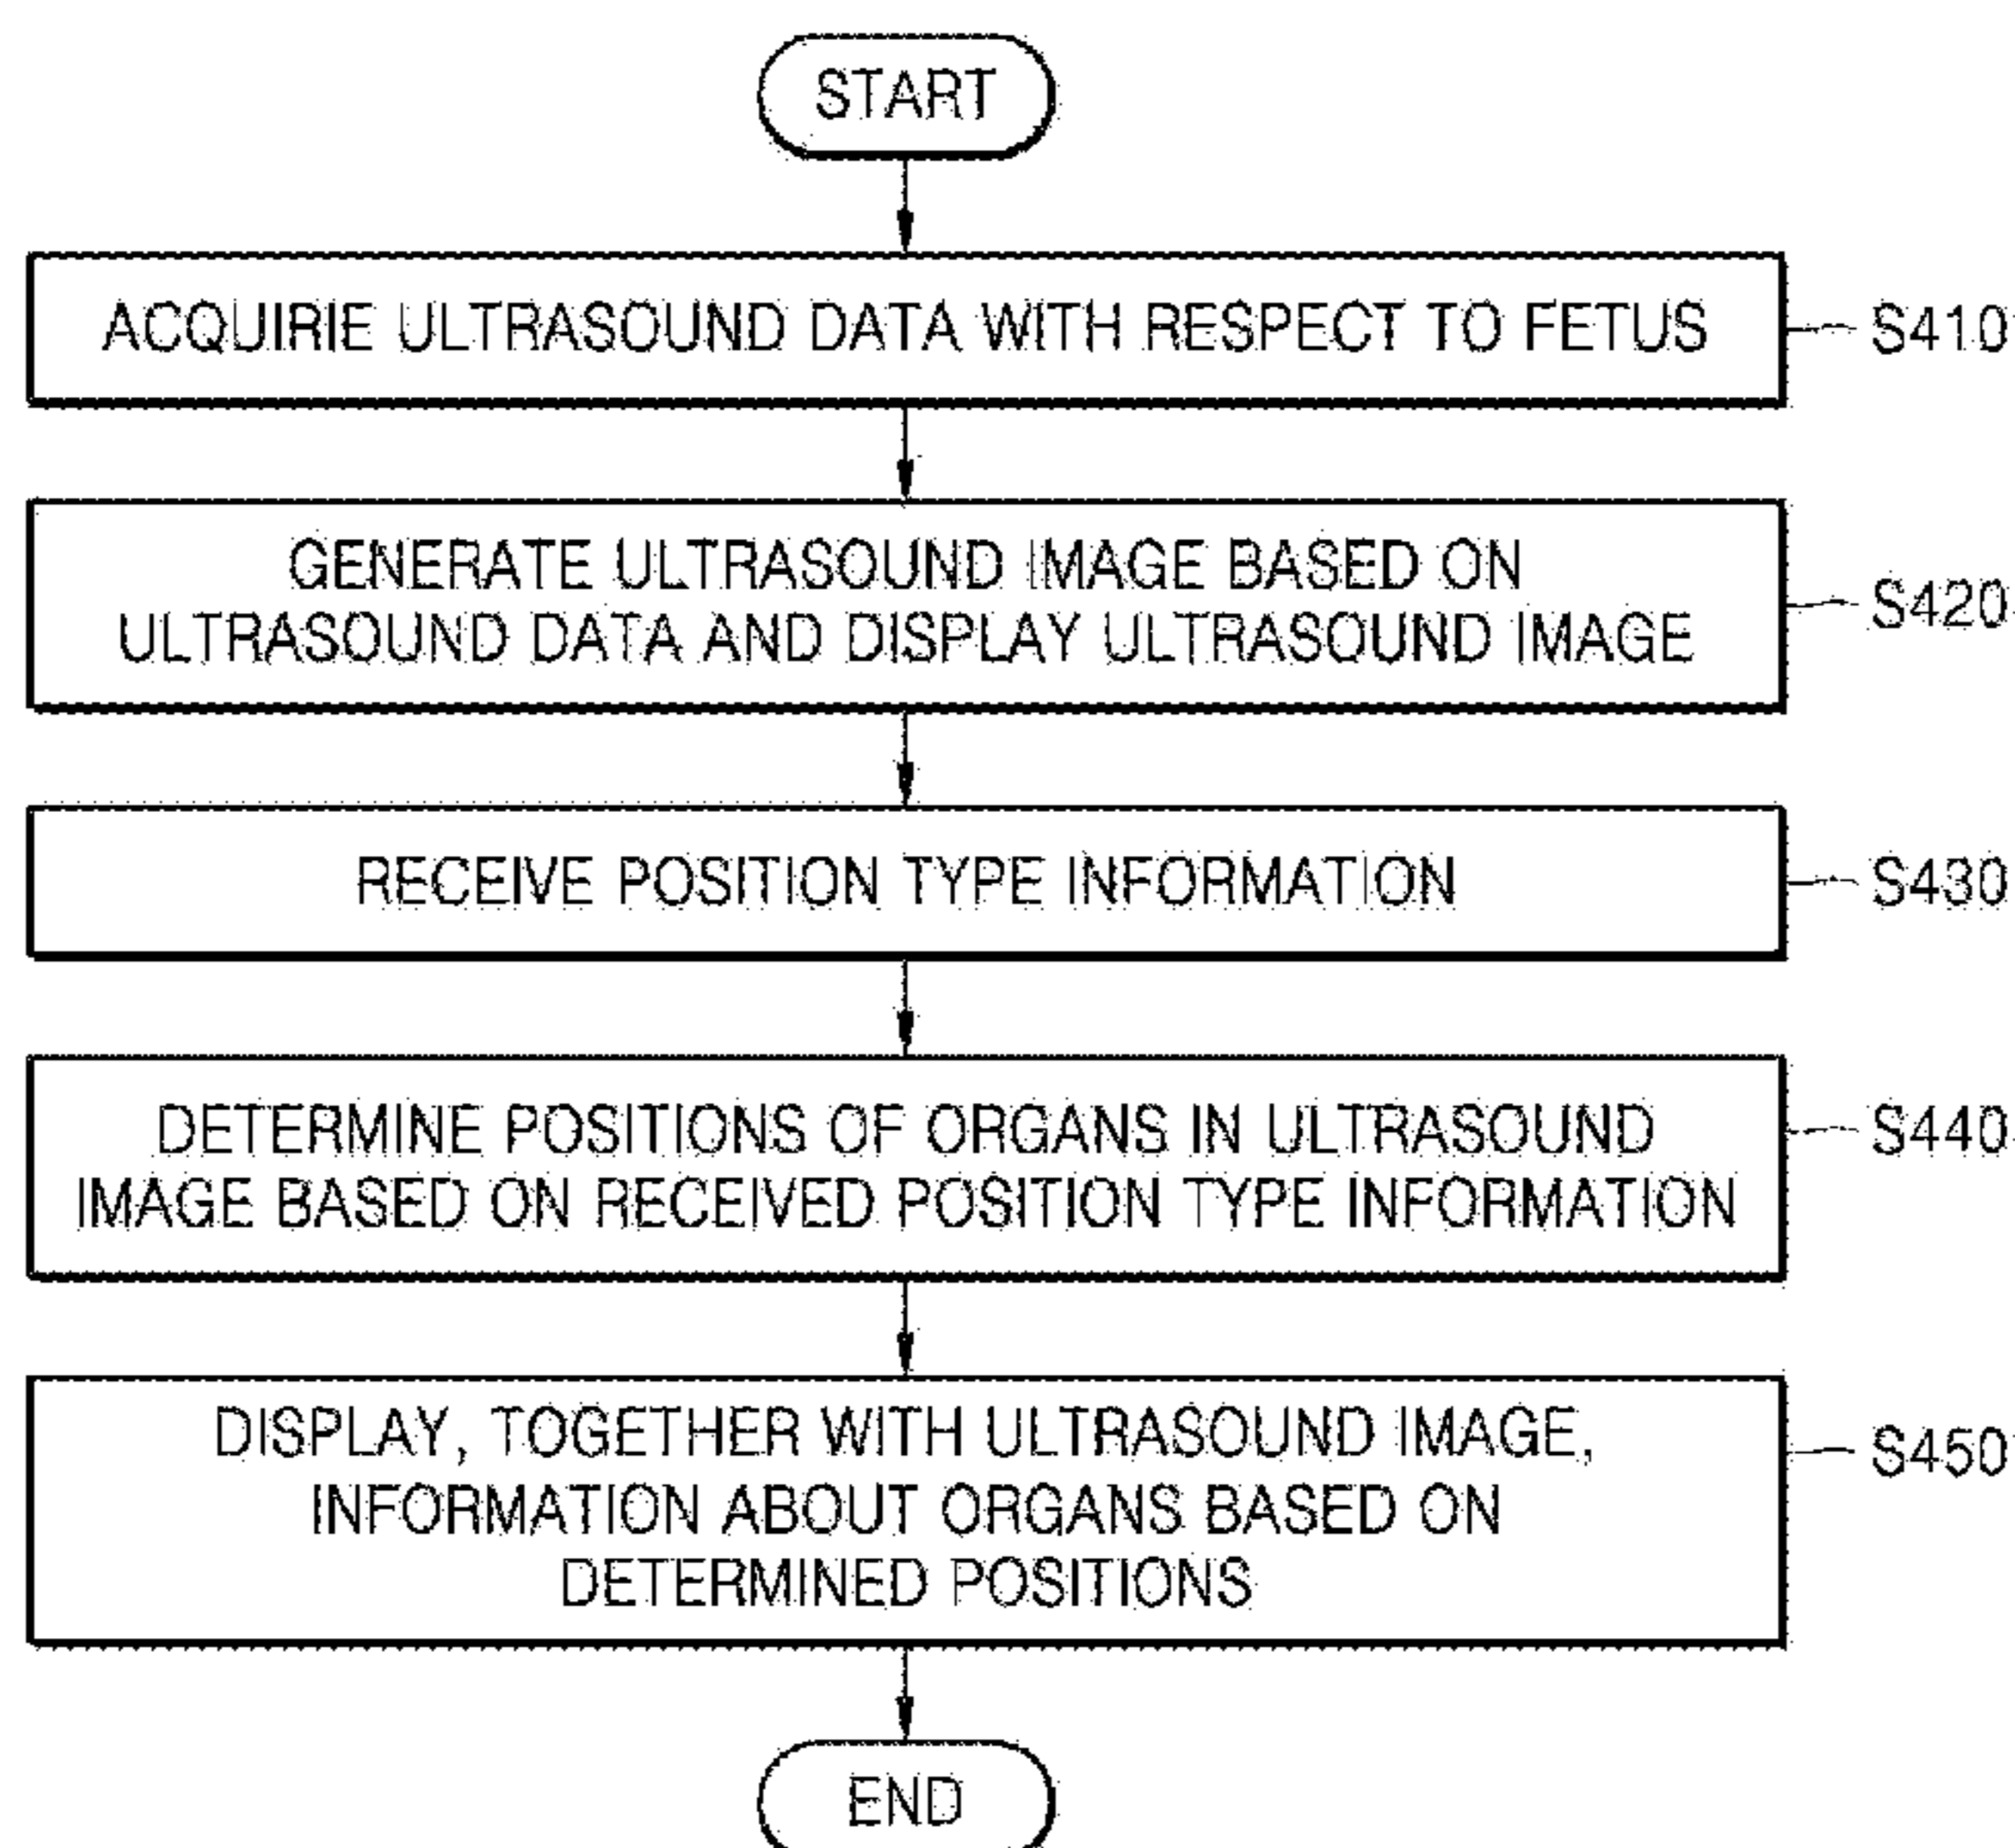 START
ACQUIRIE ULTRASOUND DATA WITH RESPECT TO FETUS
S410
GENERATE ULTRASOUND IMAGE BASED ON
ULTRASOUND DATA AND DISPLAY ULTRASOUND IMAGE
S420
RECEIVE POSITION TYPE INFORMATION
S430
DETERMINE POSITIONS OF ORGANS IN ULTRASOUND
IMAGE BASED ON RECEIVED POSITION TYPE INFORMATION
S440
DISPLAY, TOGETHER WITH ULTRASOUND IMAGE,
INFORMATION ABOUT ORGANS BASED ON
DETERMINED POSITIONS
S450
END